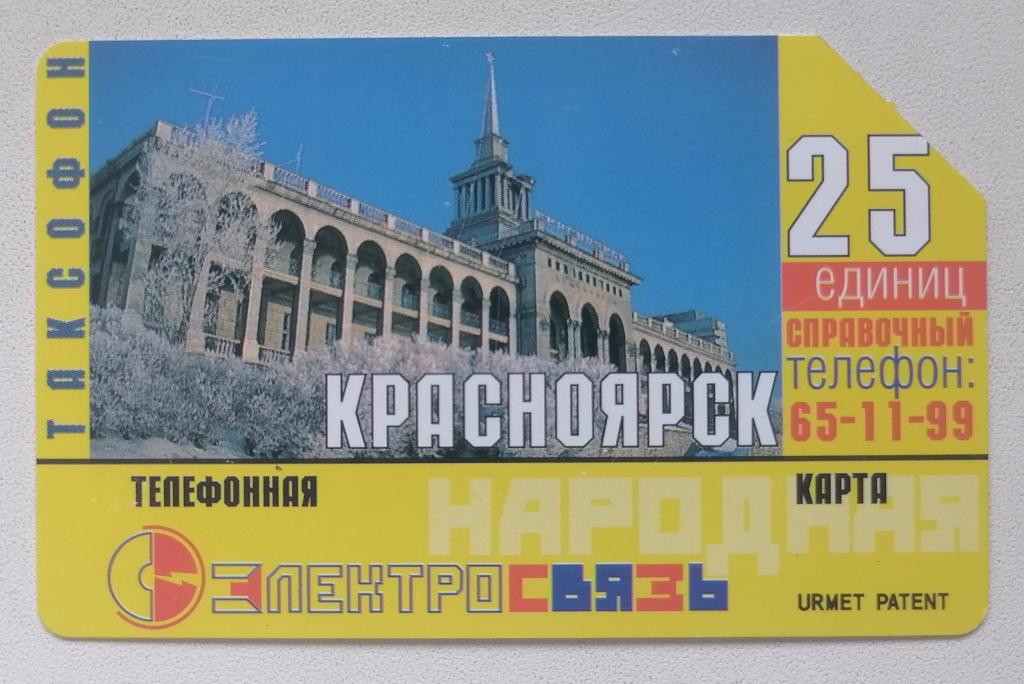 ТАКСОФОН
25
единиц
СПРАВОЧНЫЙ
телефон:
65-11-99
КРАСНОЯРСК
ТЕЛЕФОННАЯ
НАРОДНАЯ
КАРТА
ЭЛЕКТРОСВЯЗЬ
URMET PATENT